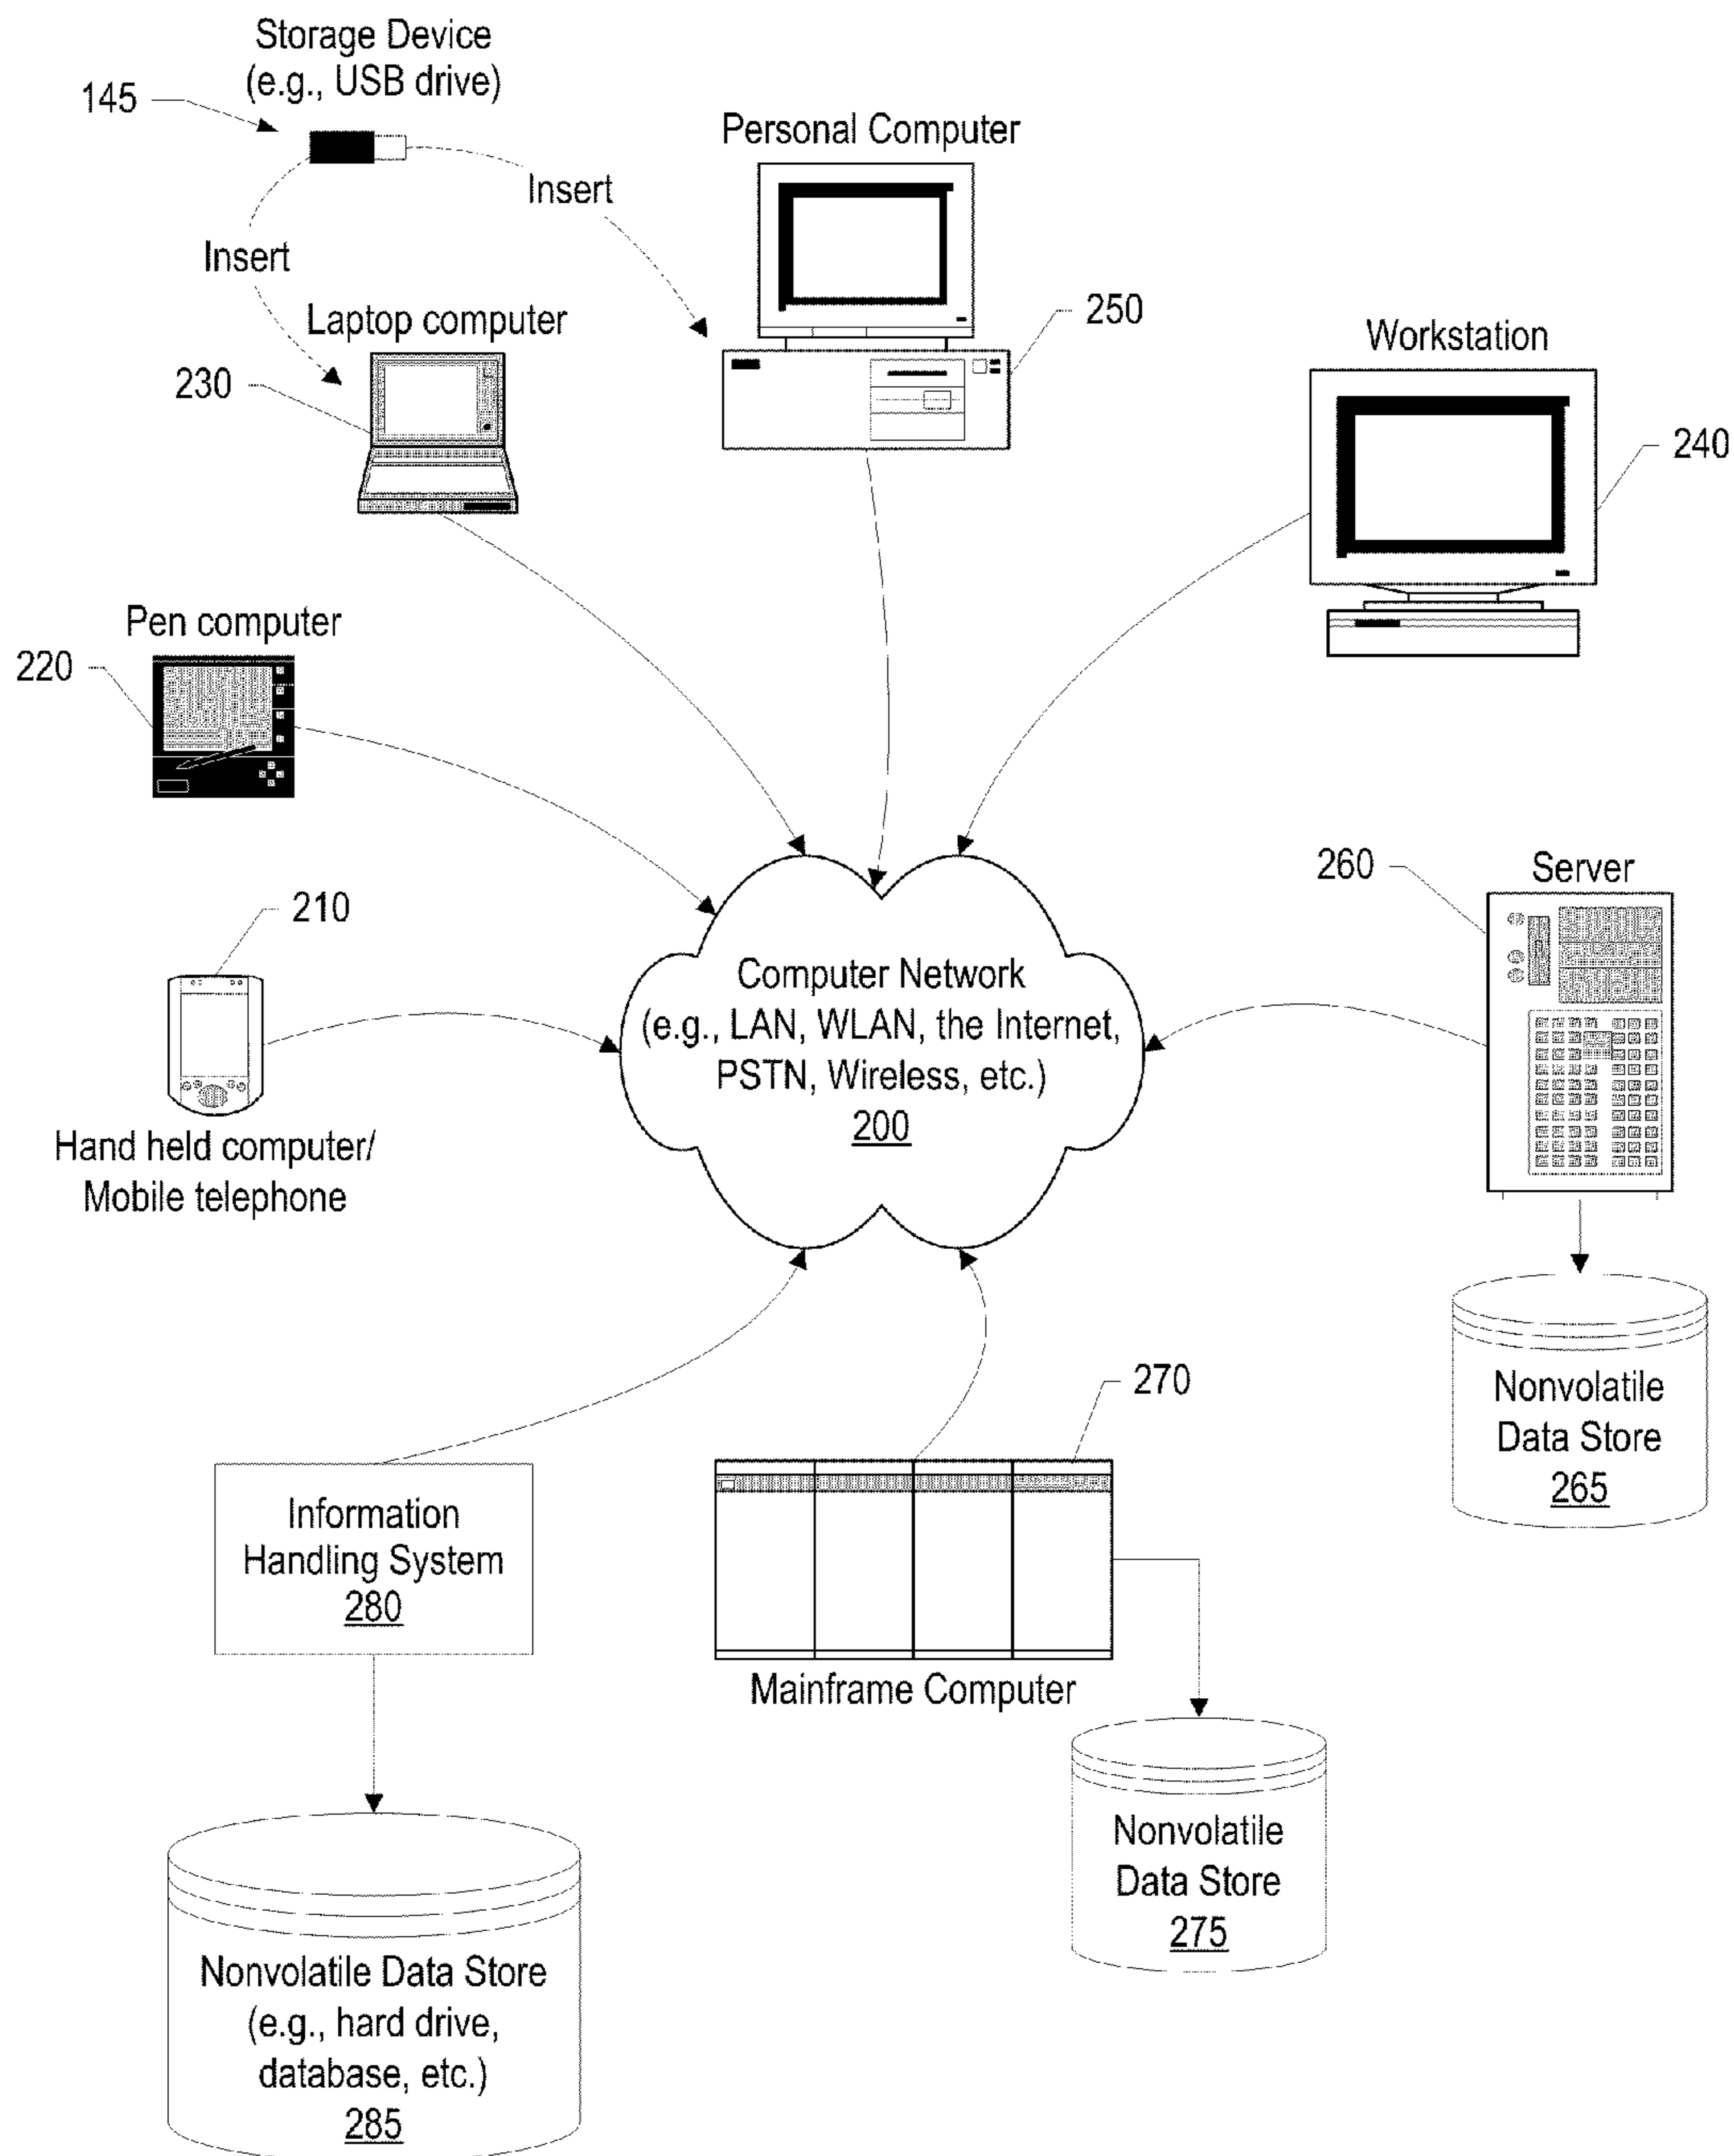 Storage Device
(e.g., USB drive)
145
Insert
Insert
Personal Computer
250
Laptop computer
230
Workstation
240
Pen computer
220
210
Hand held computer/
Mobile telephone
Computer Network
(e.g., LAN, WLAN, the Internet,
PSTN, Wireless, etc.)
200
260
Server
Nonvolatile
Data Store
265
Information
Handling System
280
270
Mainframe Computer
Nonvolatile
Data Store
275
Nonvolatile Data Store
(e.g., hard drive,
database, etc.)
285